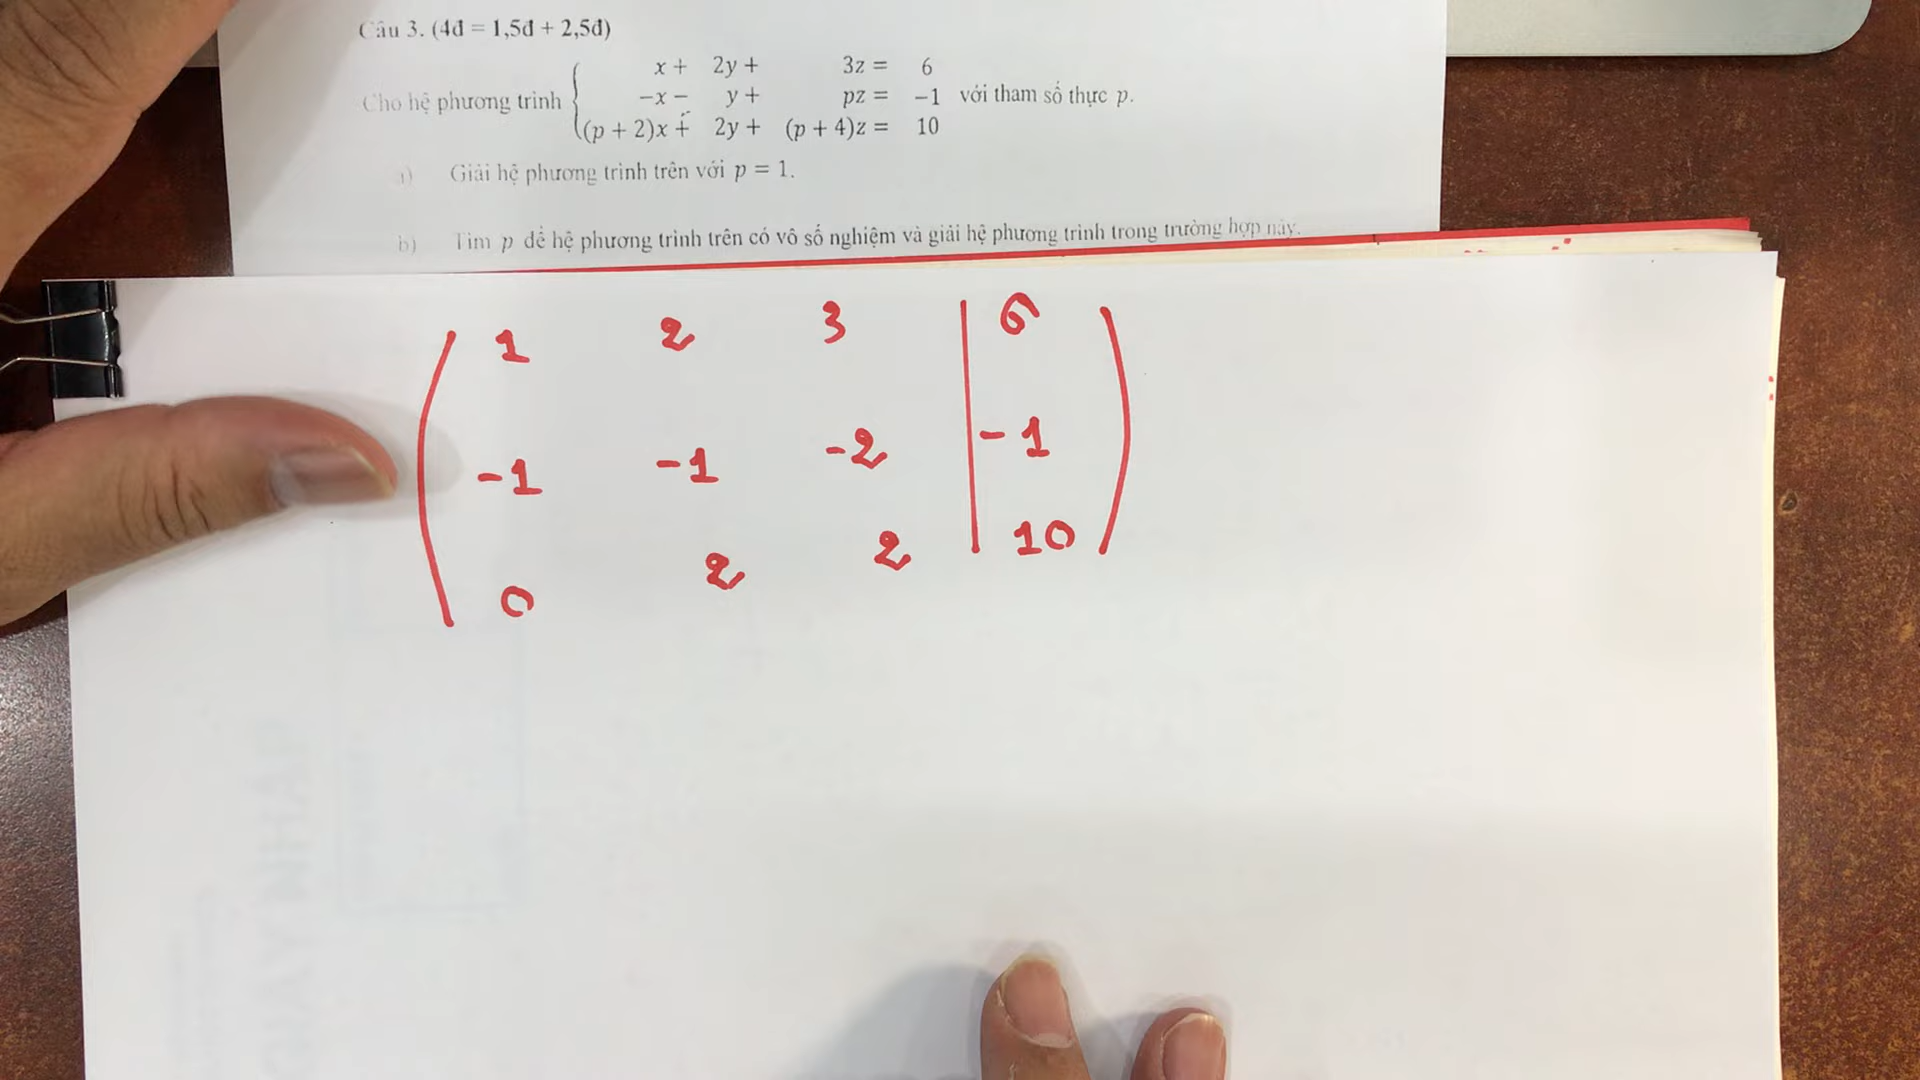 Câu 3. (4đ = 1,5đ + 2,5đ)
x + 2y + 3z = 6
Cho hệ phương trình { −x − y + pz = −1 với tham số thực p.
(p + 2)x + 2y + (p + 4)z = 10
a) Giải hệ phương trình trên với p = 1.
b) Tìm p để hệ phương trình trên có vô số nghiệm và giải hệ phương trình trong trường hợp này.
1 2 3 | 6
-1 -1 -2 | -1
0 2 2 | 10